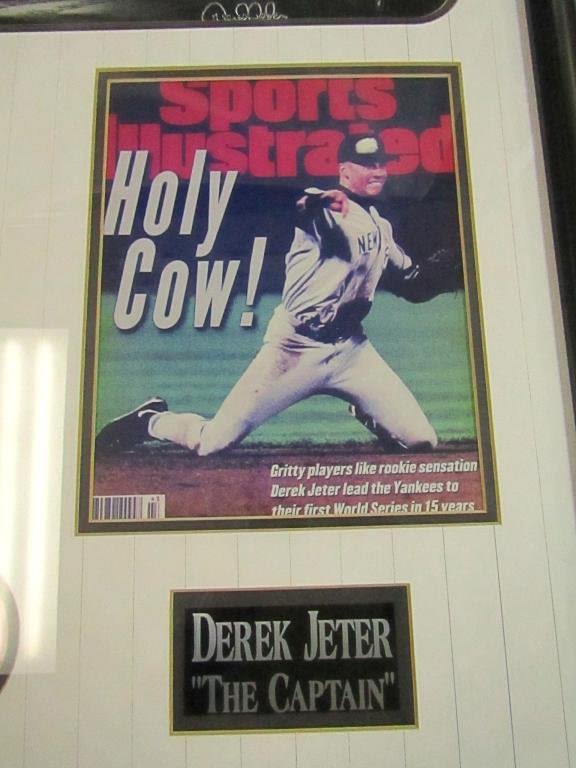 Sports
Illustrated
Holy
Cow!
NEW
Gritty players like rookie sensation
Derek Jeter lead the Yankees to
their first World Series in 15 years
DEREK JETER
"THE CAPTAIN"